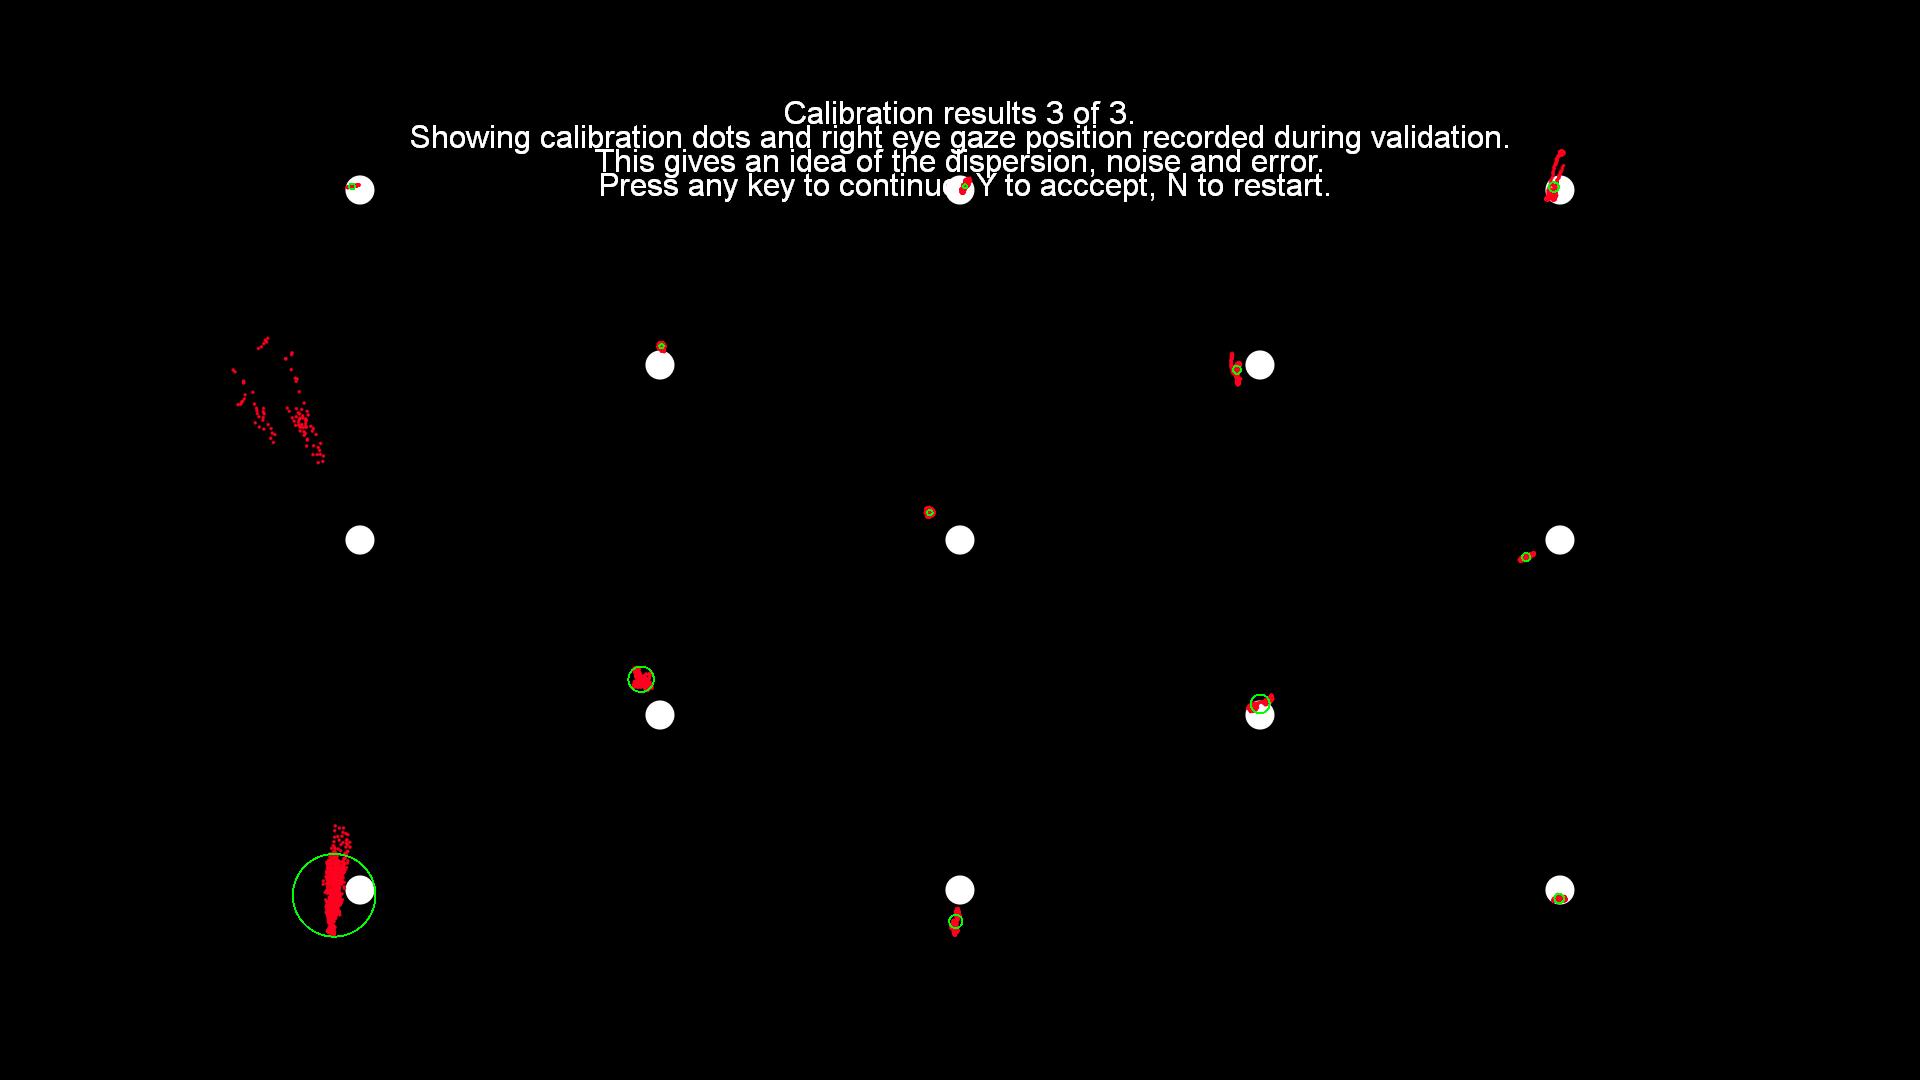 Calibration results 3 of 3.
Showing calibration dots and right eye gaze position recorded during validation.
This gives an idea of the dispersion, noise and error.
Press any key to continue, Y to acccept, N to restart.